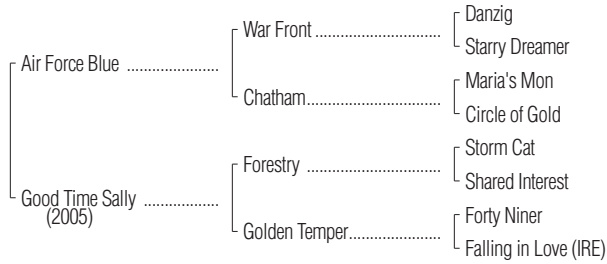 Danzig
War Front ........................
Starry Dreamer
Air Force Blue .....................
Maria's Mon
Chatham...........................
Circle of Gold
Storm Cat
Forestry ..........................
Shared Interest
Good Time Sally .................
(2005)
Forty Niner
Golden Temper..................
Falling in Love (IRE)